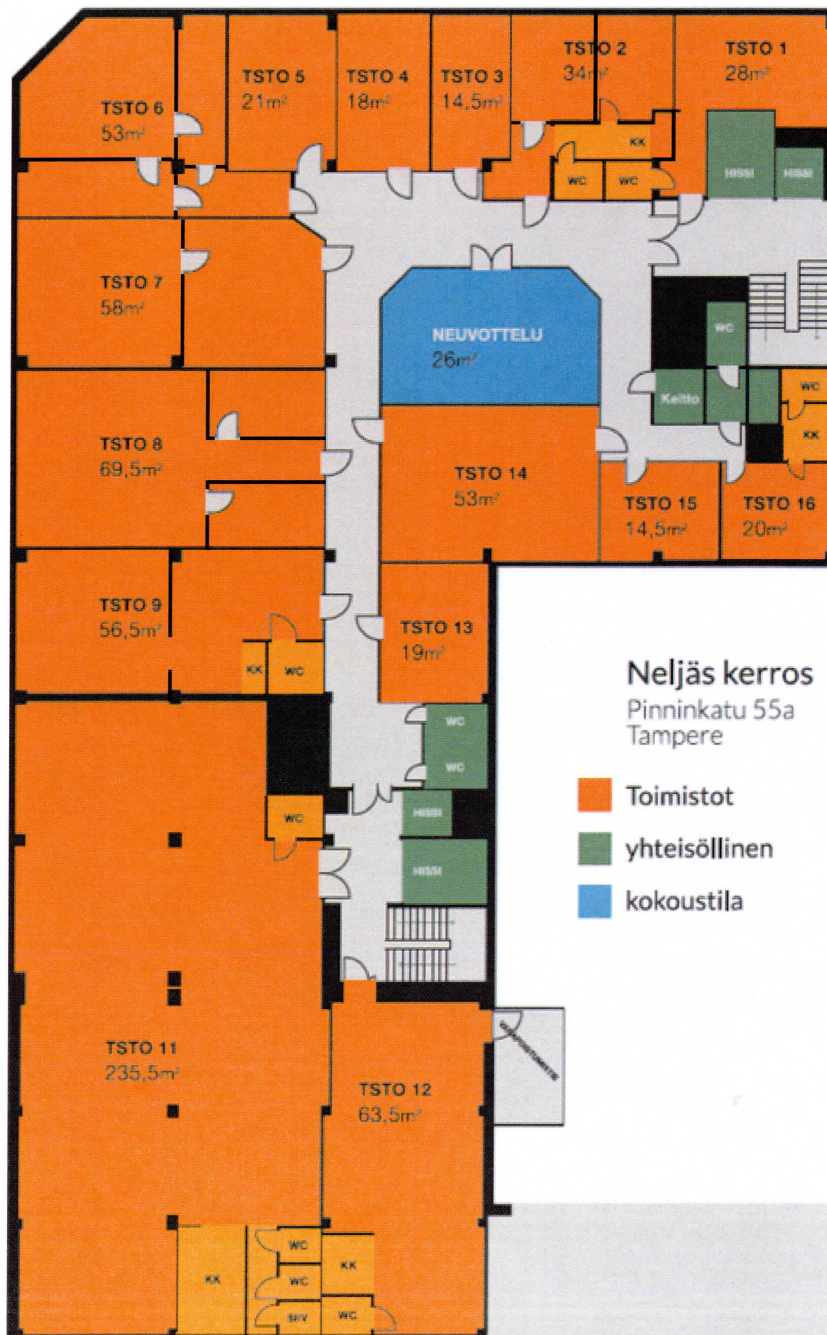 TSTO 6
53m²
TSTO 5
21m²
TSTO 4
18m²
TSTO 3
14,5m²
TSTO 2
34m²
TSTO 1
28m²
KK
WC
WC
HISSI
HISSI
TSTO 7
58m²
NEUVOTTELU
26m²
WC
Keitto
WC
KK
TSTO 8
69,5m²
TSTO 14
53m²
TSTO 15
14,5m²
TSTO 16
20m²
TSTO 9
56,5m²
KK
WC
TSTO 13
19m²
WC
WC
WC
HISSI
HISSI
Neljäs kerros
Pinninkatu 55a
Tampere
Toimistot
yhteisöllinen
kokoustila
TSTO 11
235,5m²
TSTO 12
63,5m²
KK
WC
WC
SIIV
KK
WC